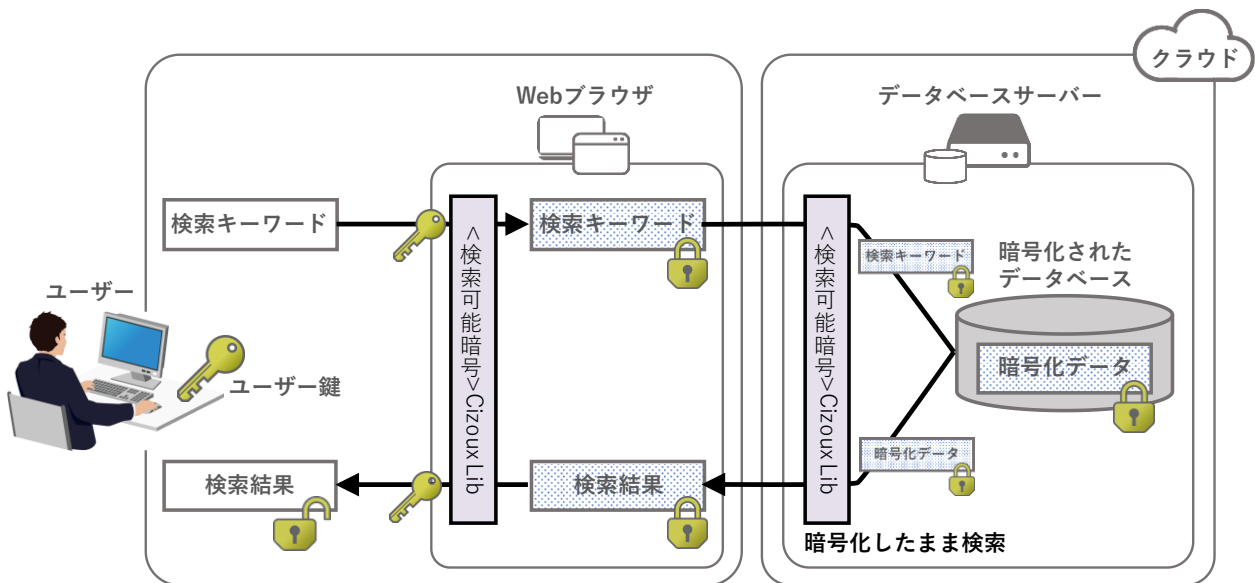 クラウド
Webブラウザ
データベースサーバー
検索キーワード
検索キーワード
<検索可能暗号>Cizoux Lib
<検索可能暗号>Cizoux Lib
検索キーワード
暗号化された
データベース
ユーザー
暗号化データ
ユーザー鍵
暗号化データ
検索結果
検索結果
暗号化したまま検索